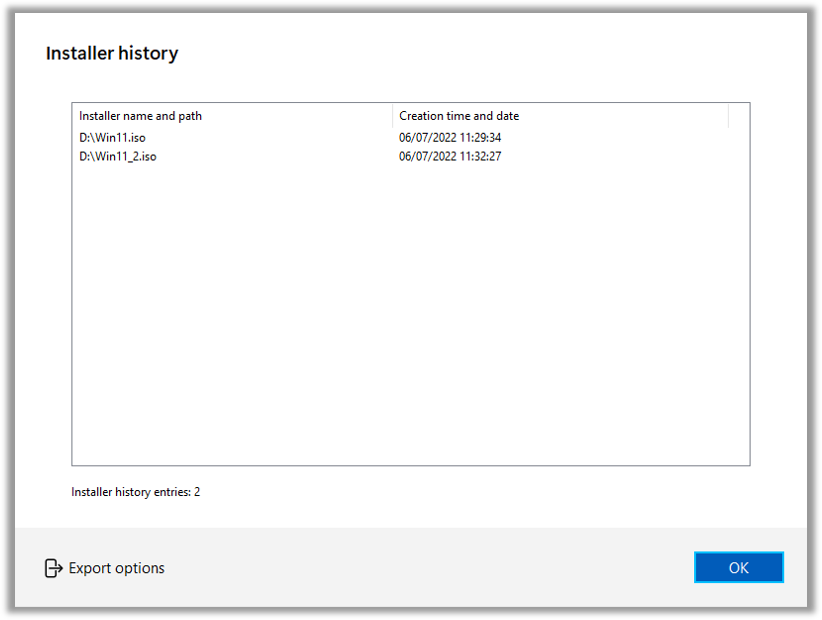 Installer history
Installer name and path Creation time and date
D:\Win11.iso 06/07/2022 11:29:34
D:\Win11_2.iso 06/07/2022 11:32:27
Installer history entries: 2
Export options OK